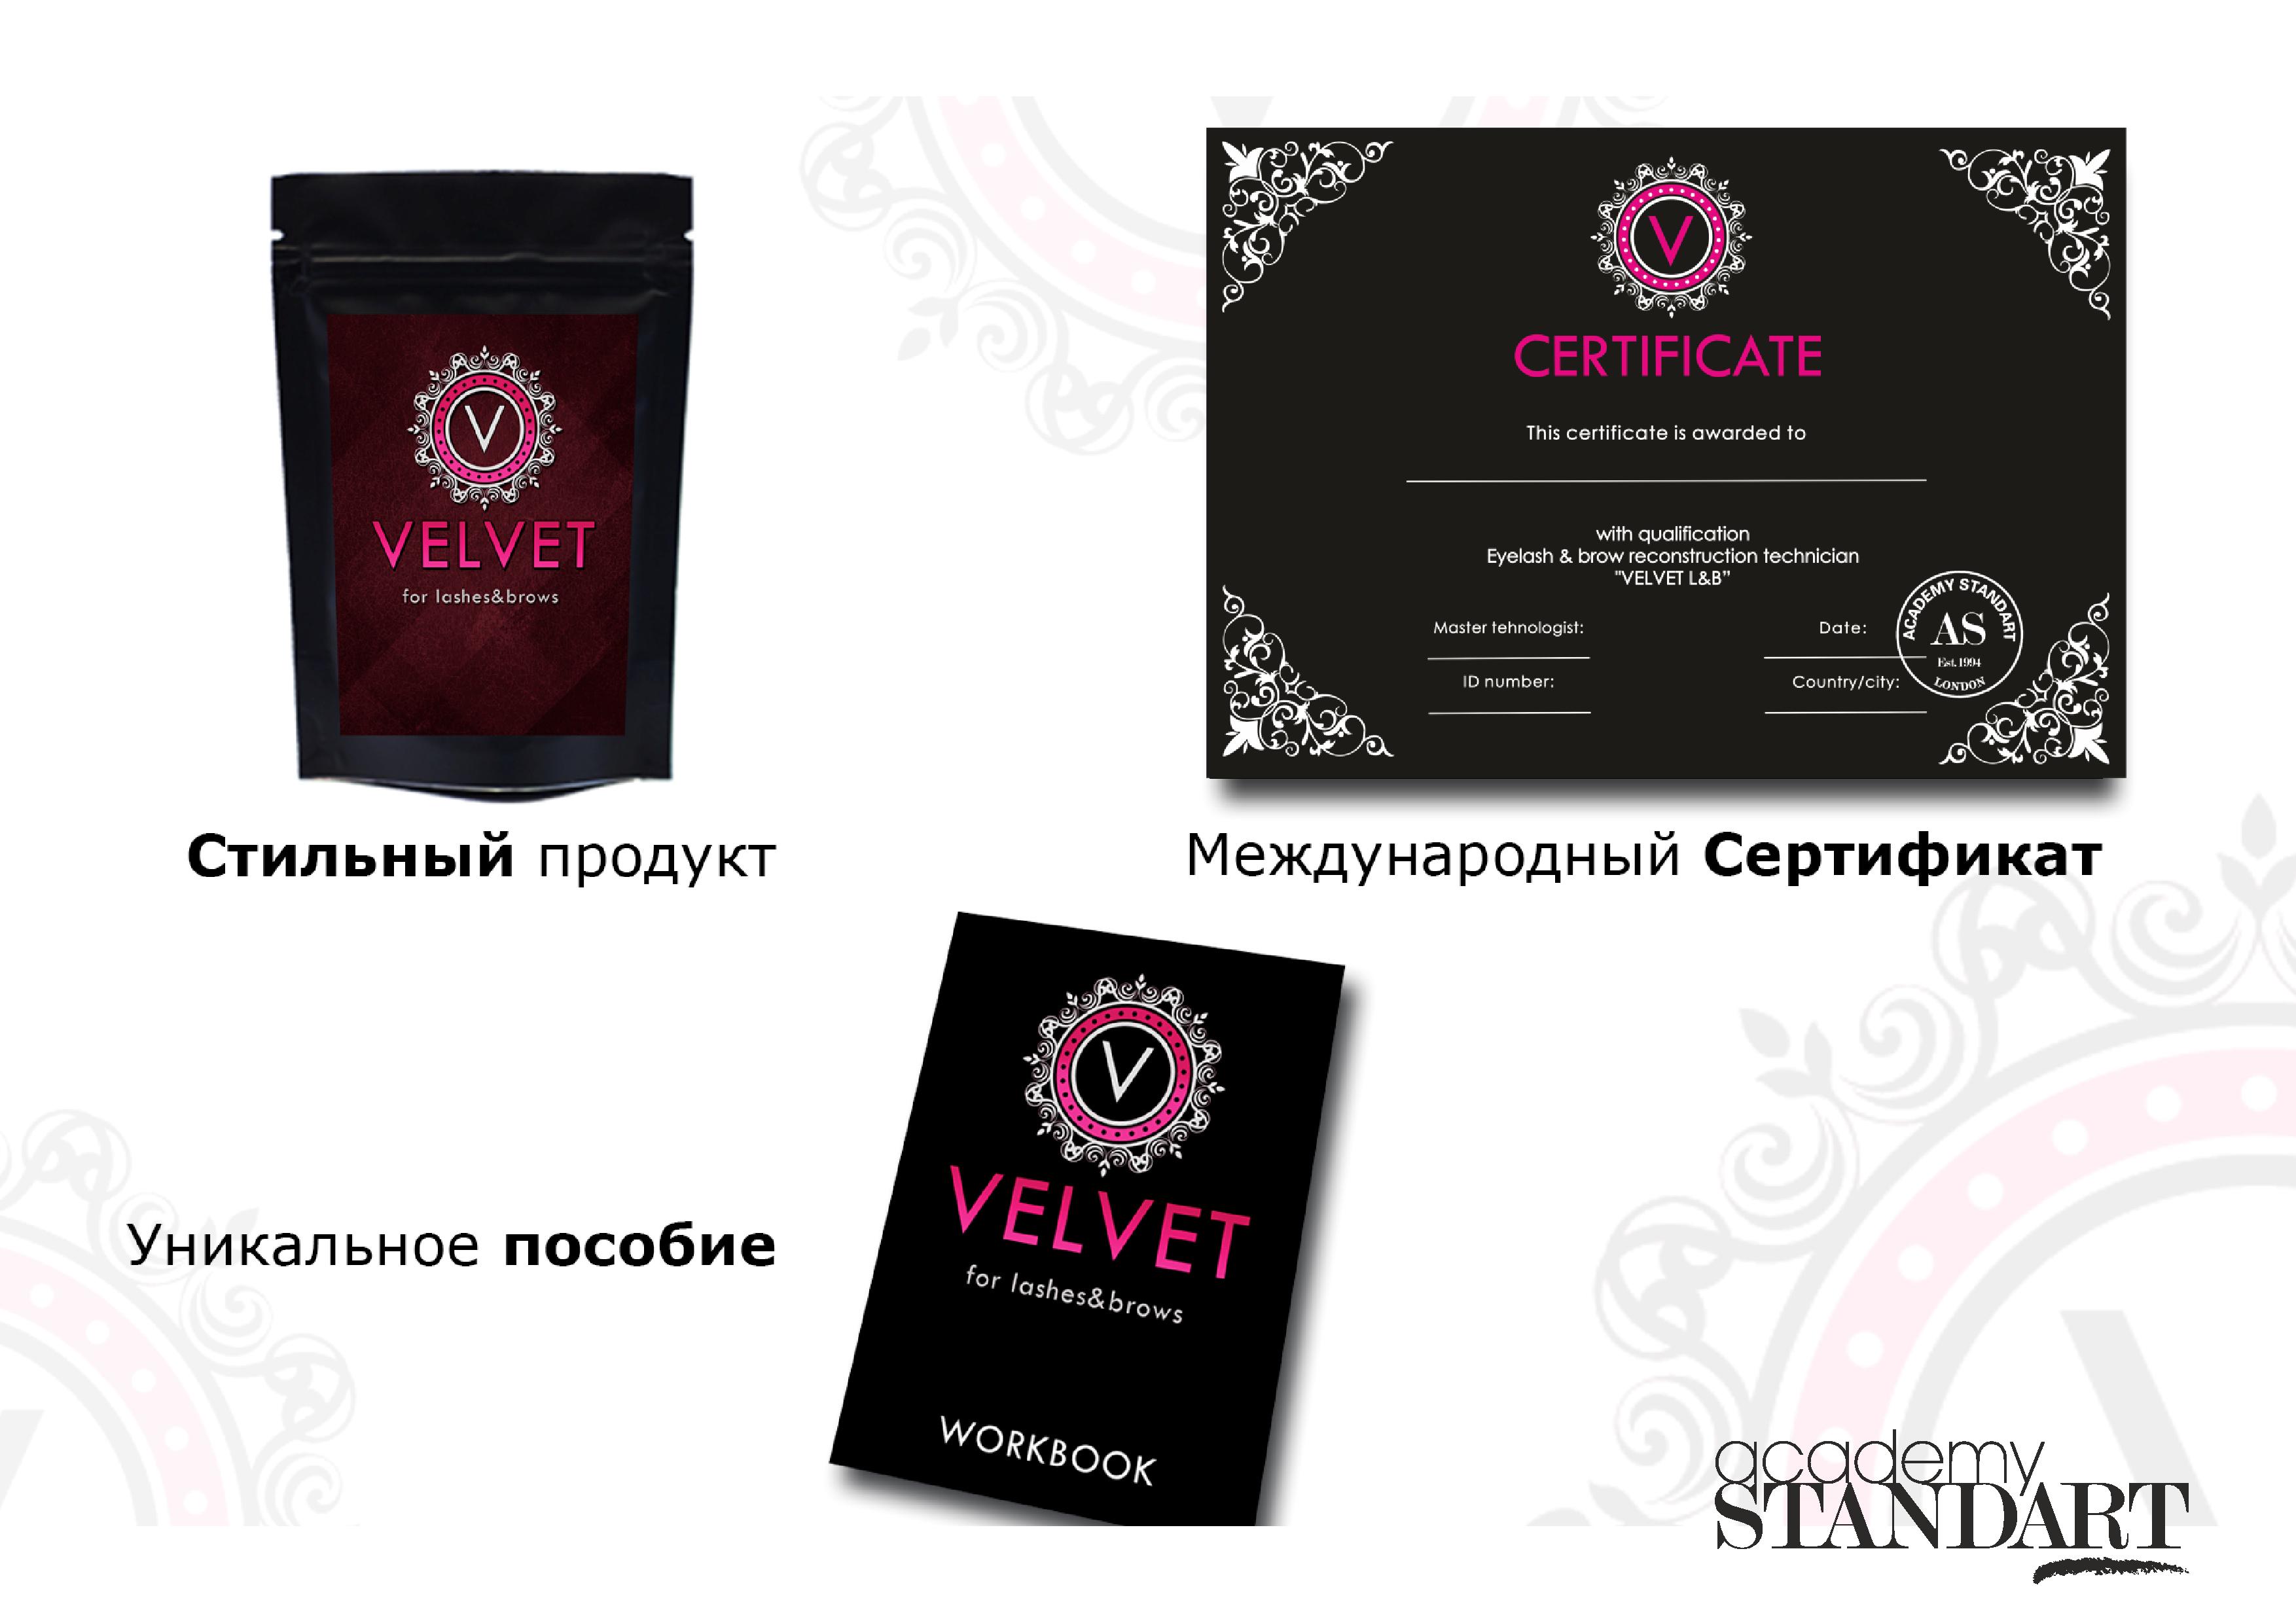 V
VELVET
for lashes&brows
Стильный продукт
V
CERTIFICATE
This certificate is awarded to
with qualification
Eyelash & brow reconstruction technician
"VELVET L&B"
Master tehnologist:
Date:
ID number:
Country/city:
ACADEMY STANDART
AS
Est. 1994
LONDON
Международный Сертификат
Уникальное пособие
V
VELVET
for lashes&brows
WORKBOOK
academy
STANDART